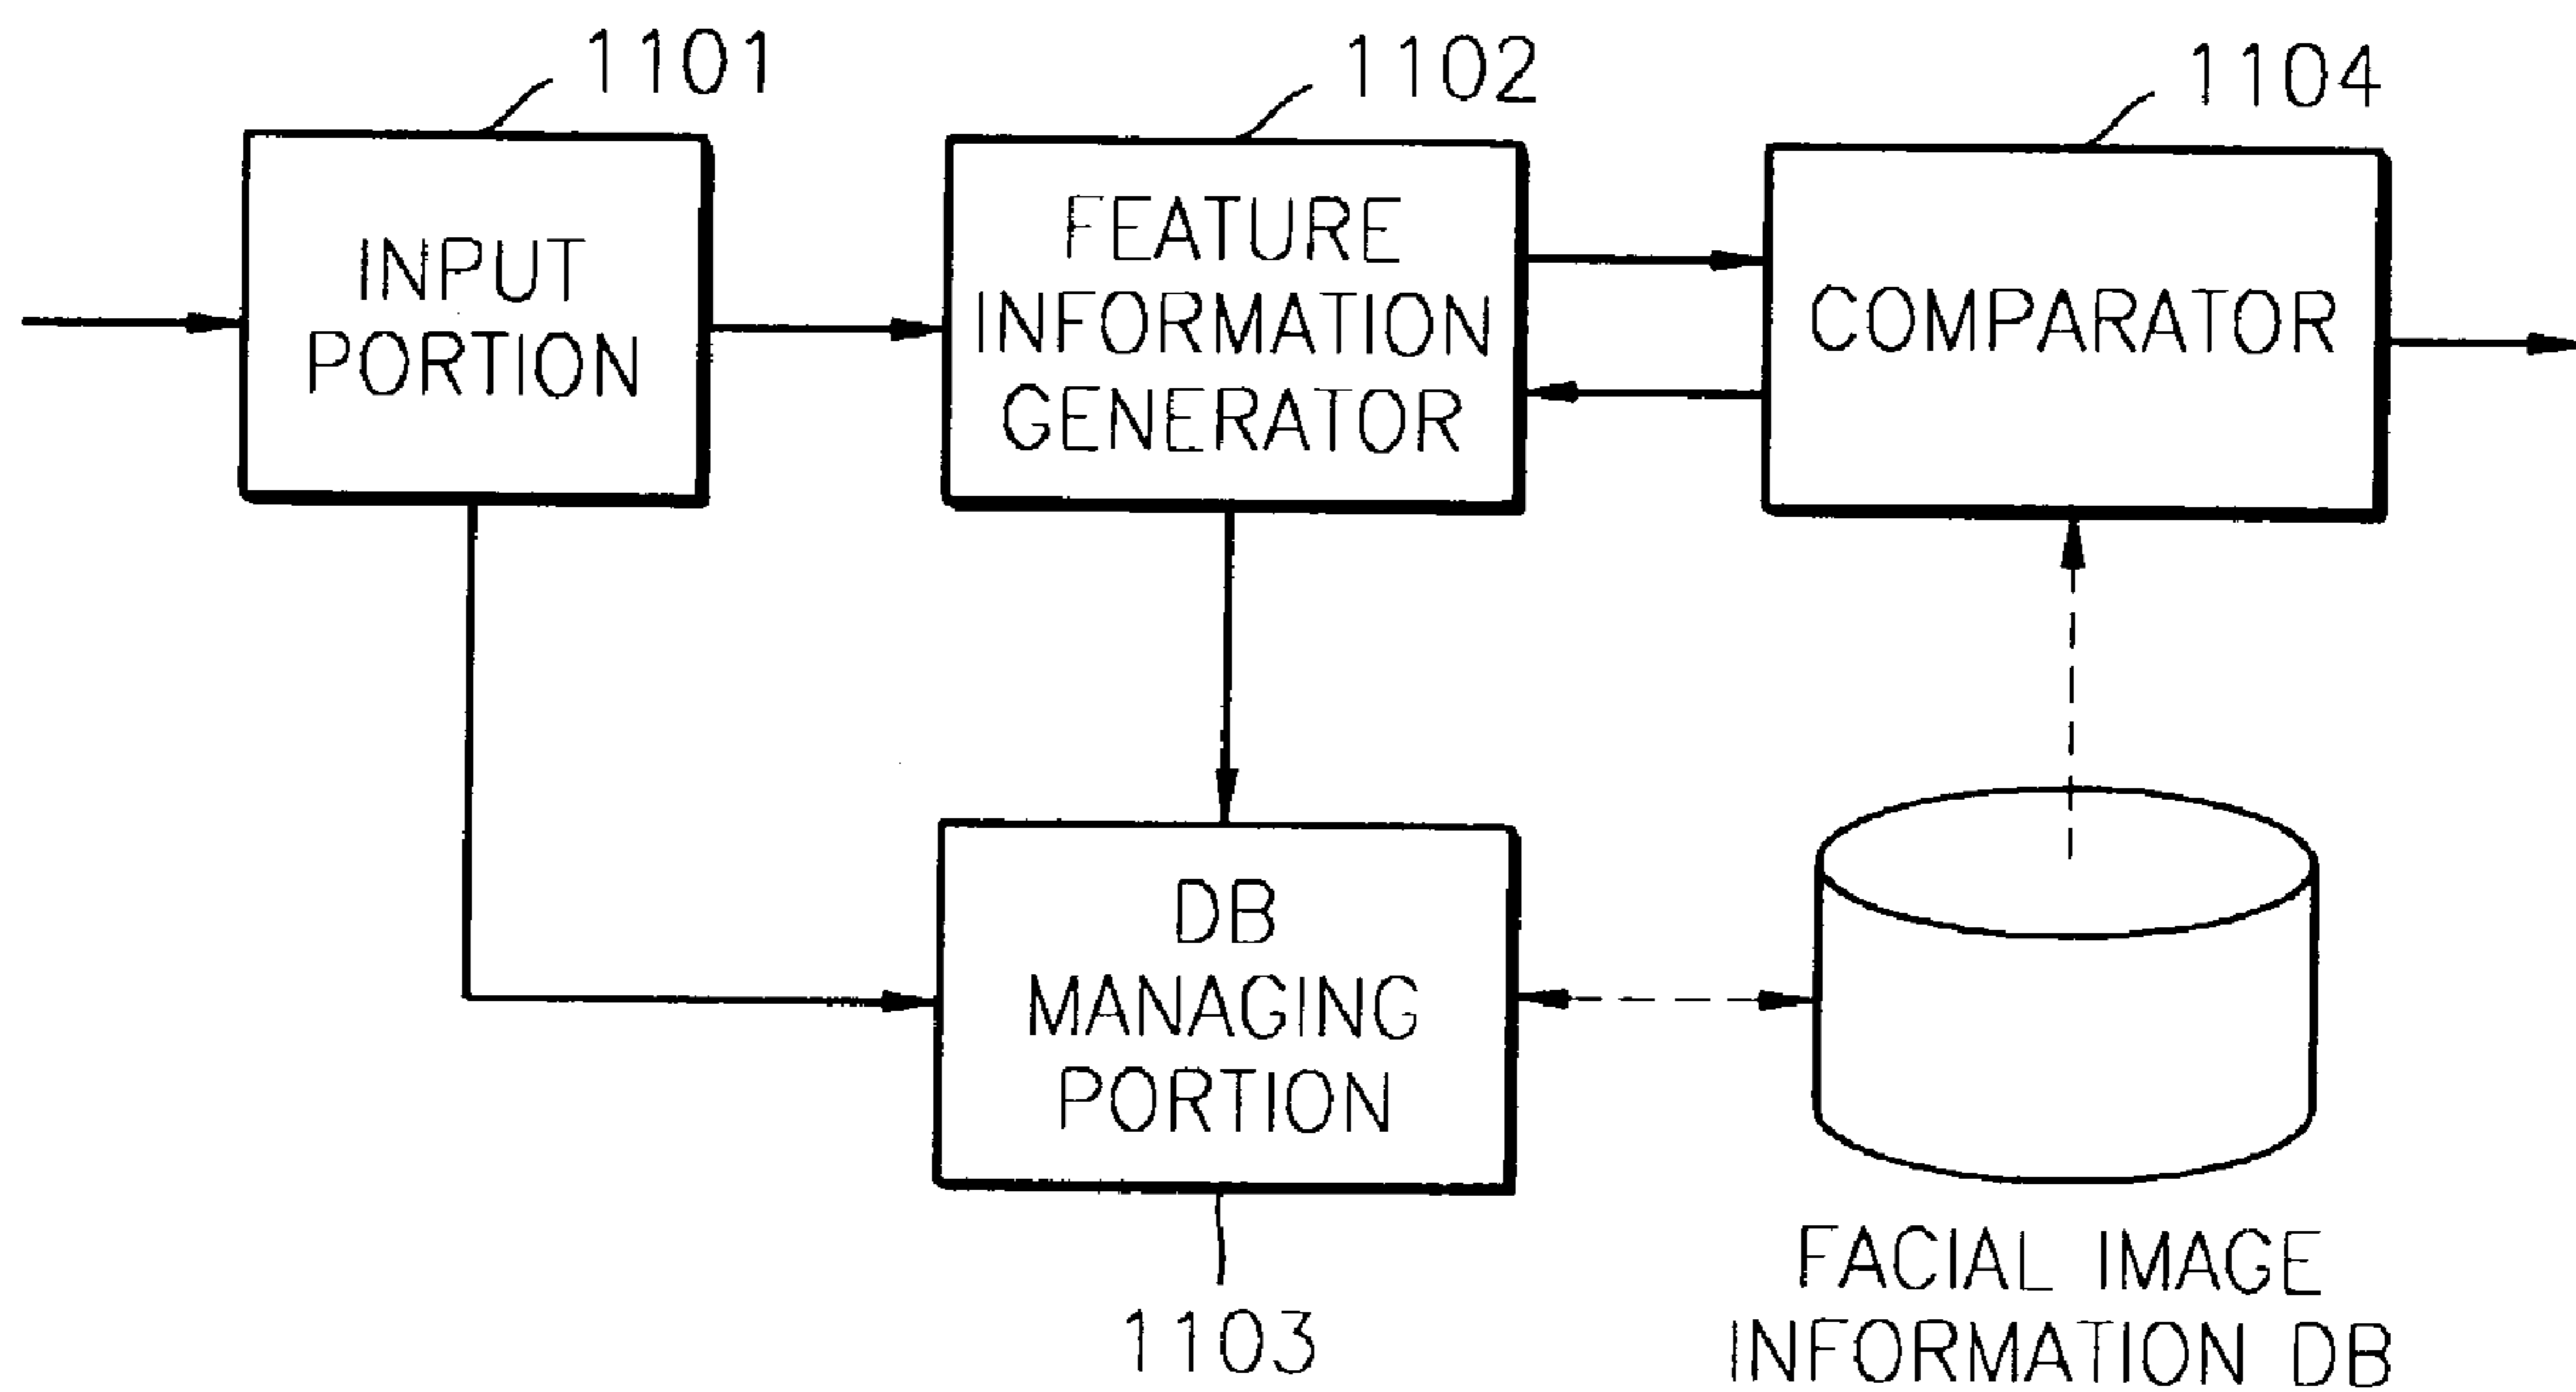 1101
1102
1104
INPUT
PORTION
FEATURE
INFORMATION
GENERATOR
COMPARATOR
DB
MANAGING
PORTION
1103
FACIAL IMAGE
INFORMATION DB